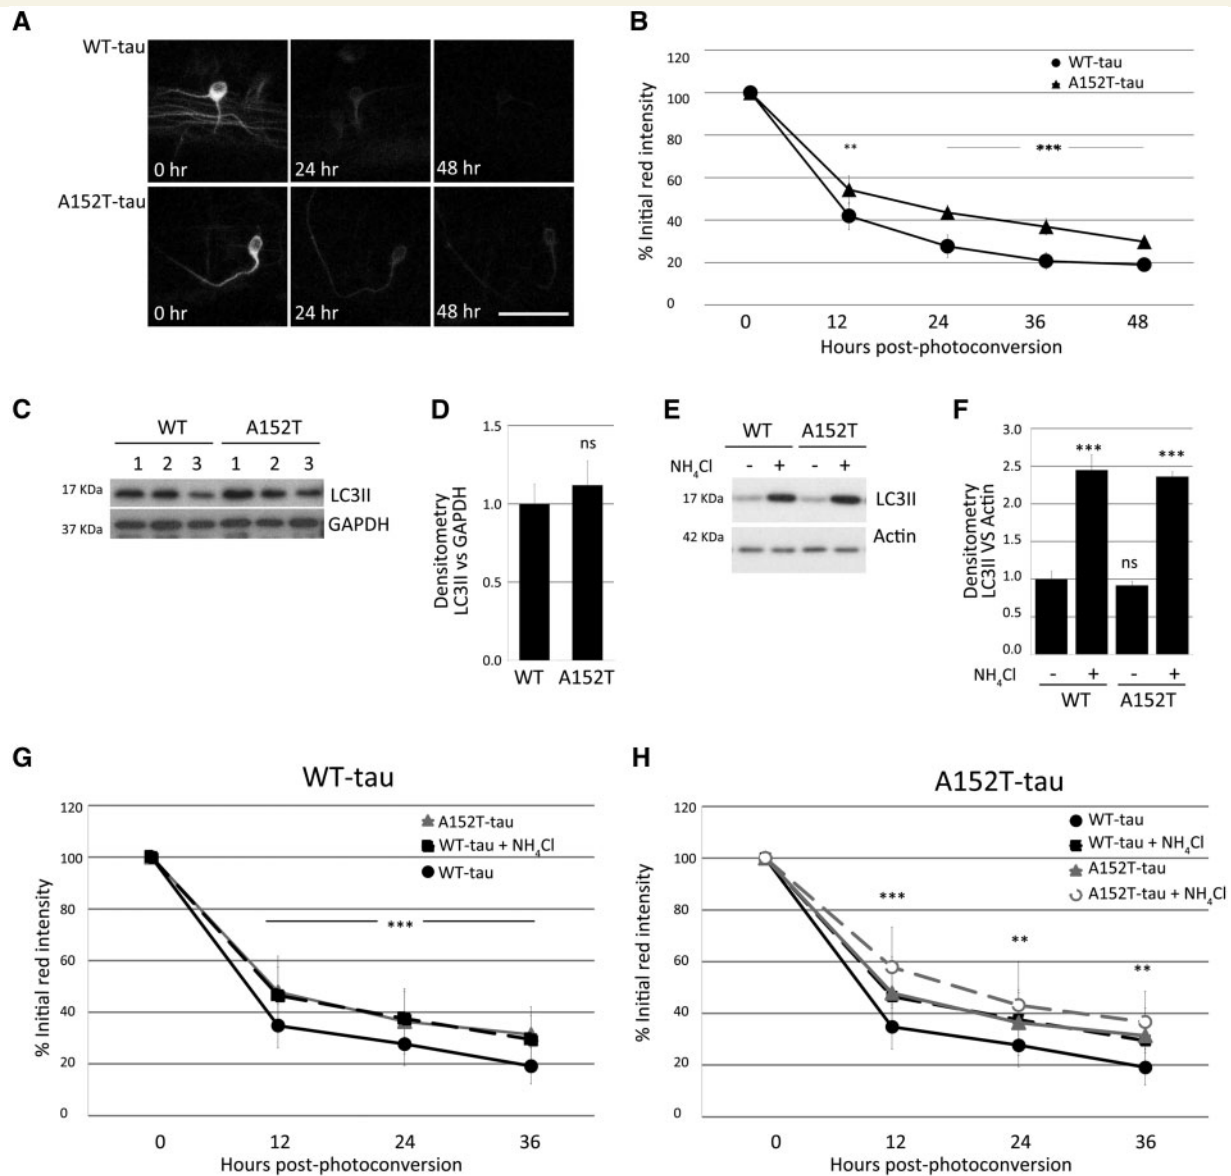 A
WT-tau
0 hr
24 hr
48 hr
A152T-tau
0 hr
24 hr
48 hr
B
120
100
80
60
40
20
0
% Initial red intensity
WT-tau
A152T-tau
**
***
0 12 24 36 48
Hours post-photoconversion
C
WT A152T
1 2 3 1 2 3
17 KDa LC3II
37 KDa GAPDH
D
1.5
1.0
0.5
0.0
Densitometry
LC3II vs GAPDH
ns
WT A152T
E
WT A152T
NH4Cl - + - +
17 KDa LC3II
42 KDa Actin
F
3.0
2.5
2.0
1.5
1.0
0.5
0.0
Densitometry
LC3II VS Actin
***
ns
***
NH4Cl - + - +
WT A152T
G
WT-tau
120
100
80
60
40
20
0
% Initial red intensity
A152T-tau
WT-tau + NH4Cl
WT-tau
***
0 12 24 36
Hours post-photoconversion
H
A152T-tau
120
100
80
60
40
20
0
% Initial red intensity
WT-tau
WT-tau + NH4Cl
A152T-tau
A152T-tau + NH4Cl
***
**
**
0 12 24 36
Hours post-photoconversion